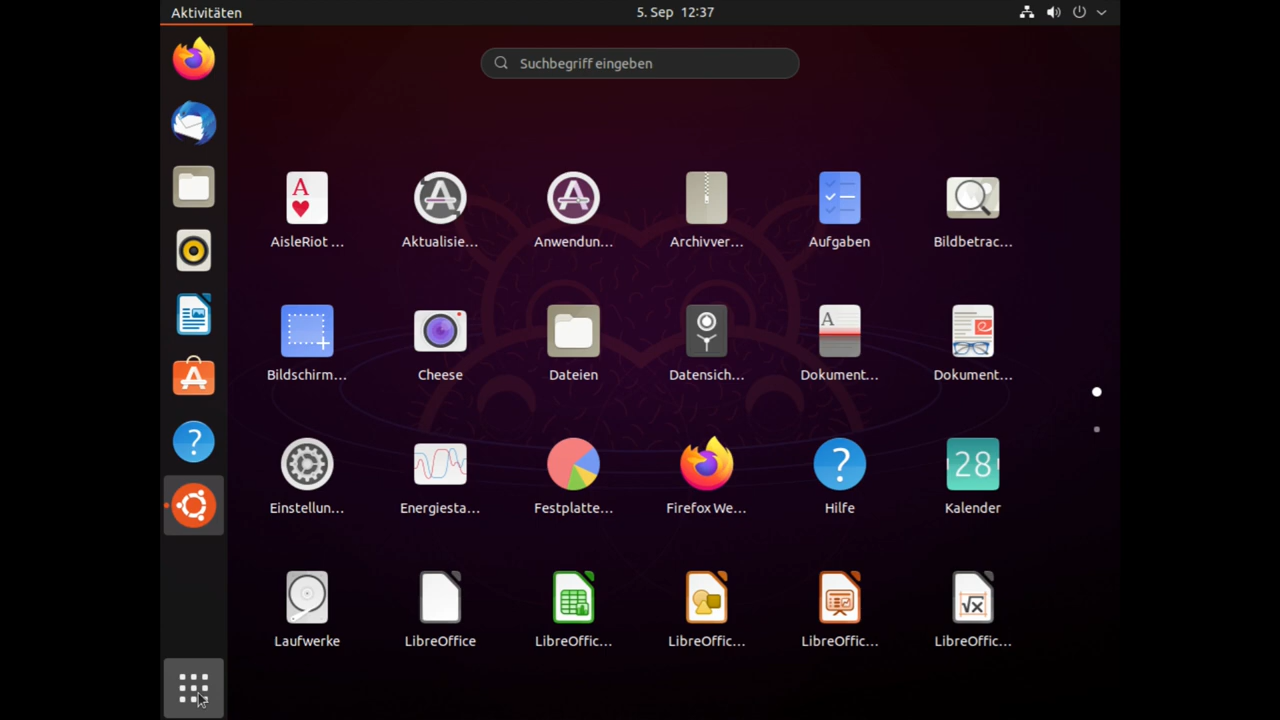 Aktivitäten
5. Sep 12:37
Suchbegriff eingeben
AisleRiot ...
Aktualisie...
Anwendun...
Archivver...
Aufgaben
Bildbetrac...
Bildschirm...
Cheese
Dateien
Datensich...
Dokument...
Dokument...
Einstellun...
Energiesta...
Festplatte...
Firefox We...
Hilfe
28
Kalender
Laufwerke
LibreOffice
LibreOffic...
LibreOffic...
LibreOffic...
LibreOffic...